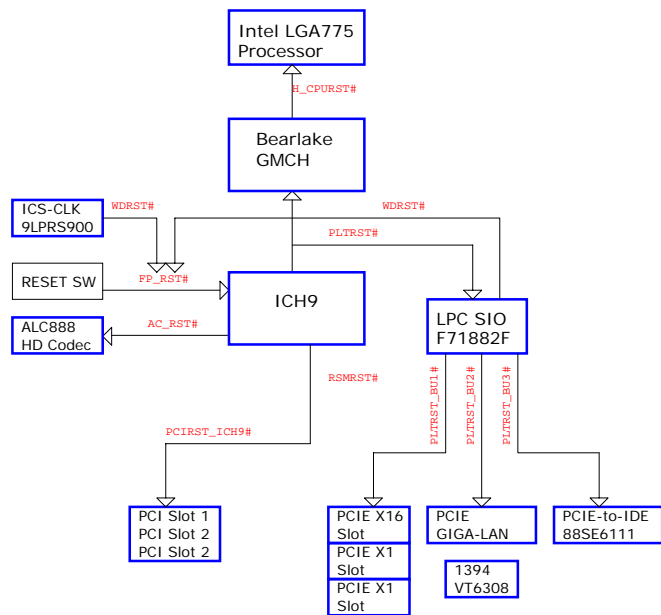 Intel LGA775
Processor
H_CPURST#
Bearlake
GMCH
ICS-CLK
9LPRS900
WDRST#
WDRST#
PLTRST#
RESET SW
FP_RST#
ICH9
LPC SIO
F71882F
ALC888
HD Codec
AC_RST#
RSMRST#
PLTRST_BU1#
PLTRST_BU2#
PLTRST_BU3#
PCIRST_ICH9#
PCI Slot 1
PCI Slot 2
PCI Slot 2
PCIE X16
Slot
PCIE X1
Slot
PCIE X1
Slot
PCIE
GIGA-LAN
1394
VT6308
PCIE-to-IDE
88SE6111